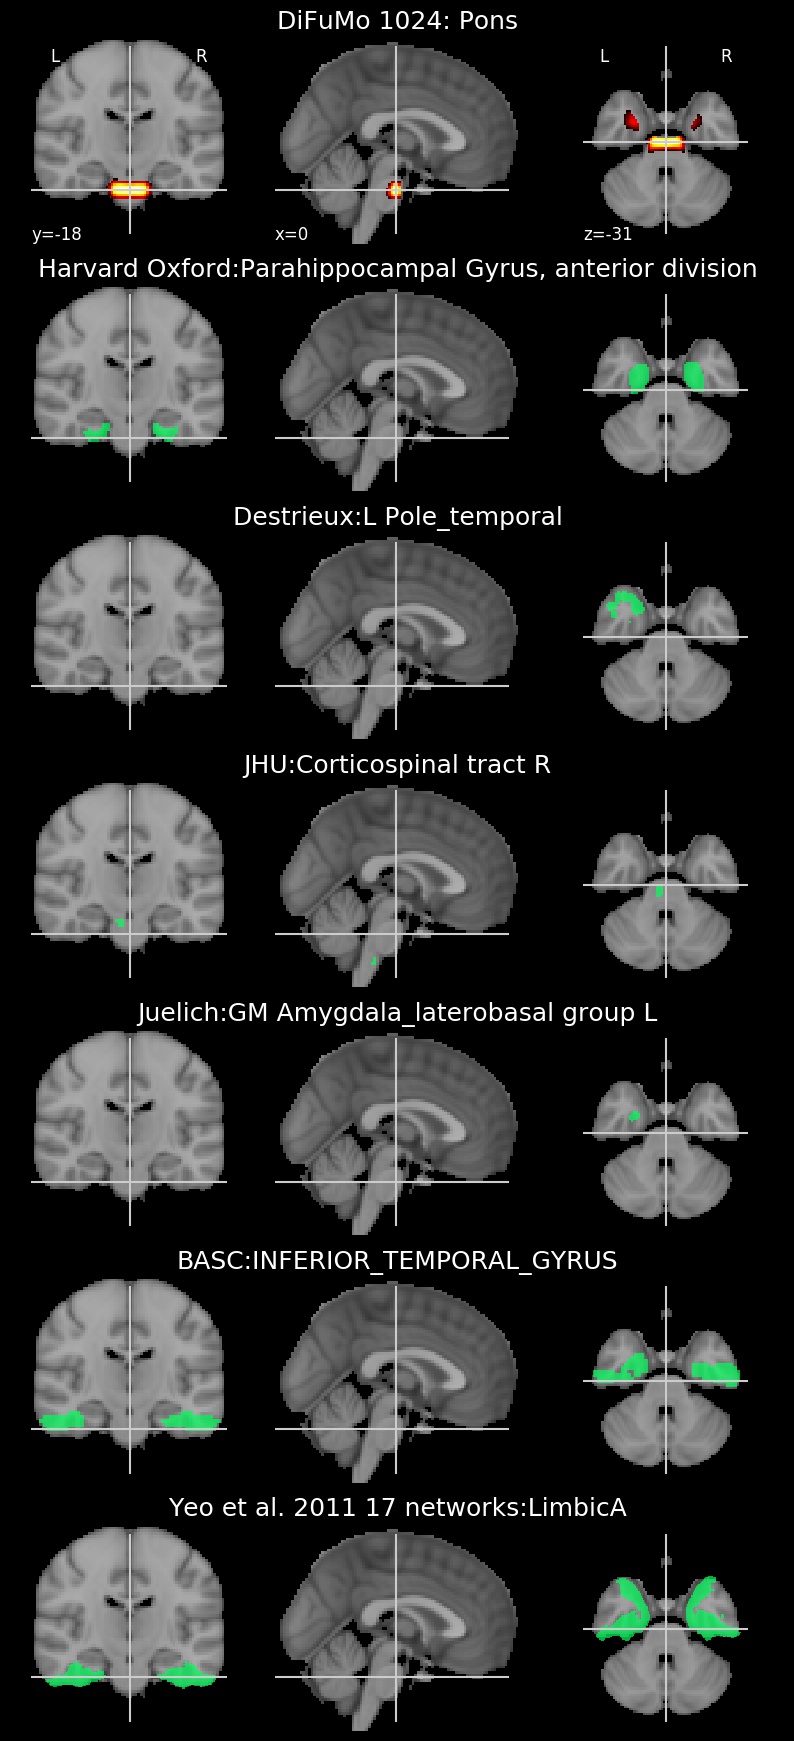 DiFuMo 1024: Pons
L R L R
y=-18 x=0 z=-31
Harvard Oxford:Parahippocampal Gyrus, anterior division
Destrieux:L Pole_temporal
JHU:Corticospinal tract R
Juelich:GM Amygdala_laterobasal group L
BASC:INFERIOR_TEMPORAL_GYRUS
Yeo et al. 2011 17 networks:LimbicA